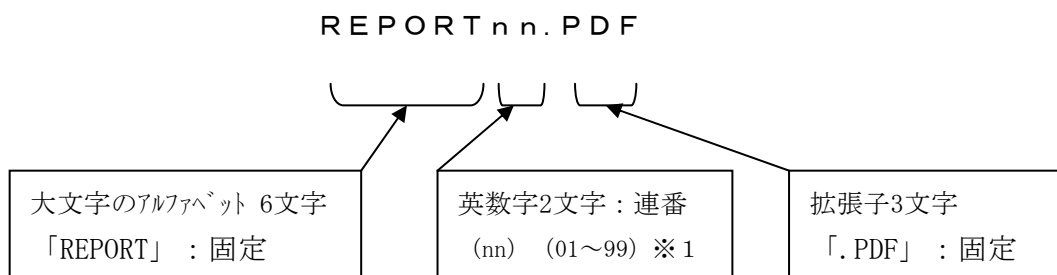 ＲＥＰＯＲＴｎｎ.ＰＤＦ
大文字のｱﾙﾌｧﾍﾞｯﾄ 6文字
「REPORT」：固定
英数字2文字：連番
(nn) (01～99) ※１
拡張子3文字
「.PDF」：固定